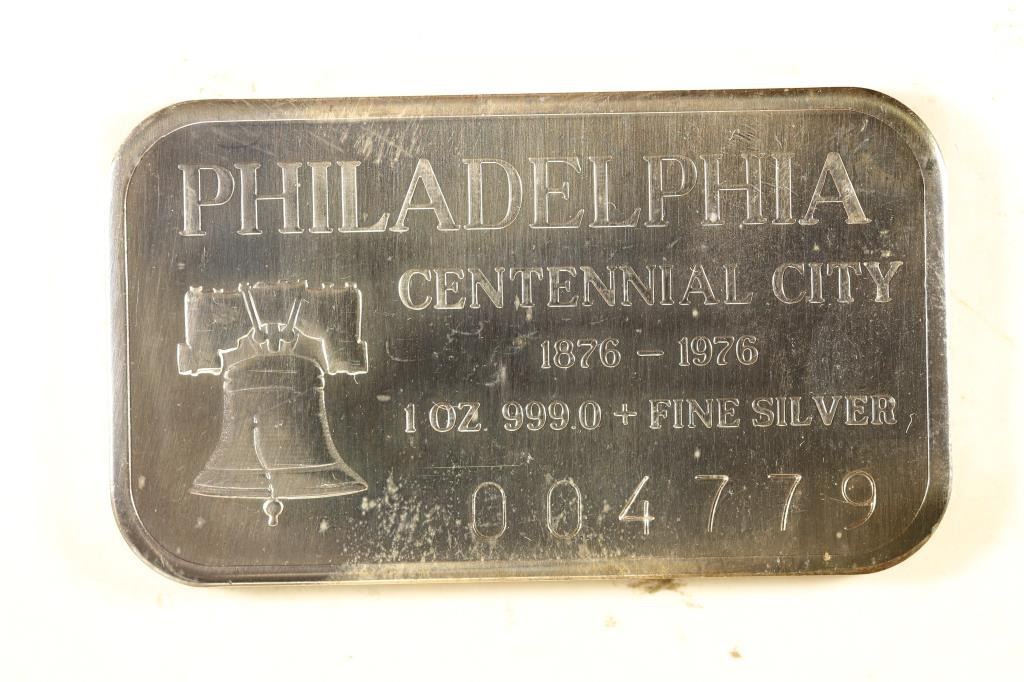 PHILADELPHIA
CENTENNIAL CITY
1876 - 1976
1 OZ. 999.0 + FINE SILVER
004779